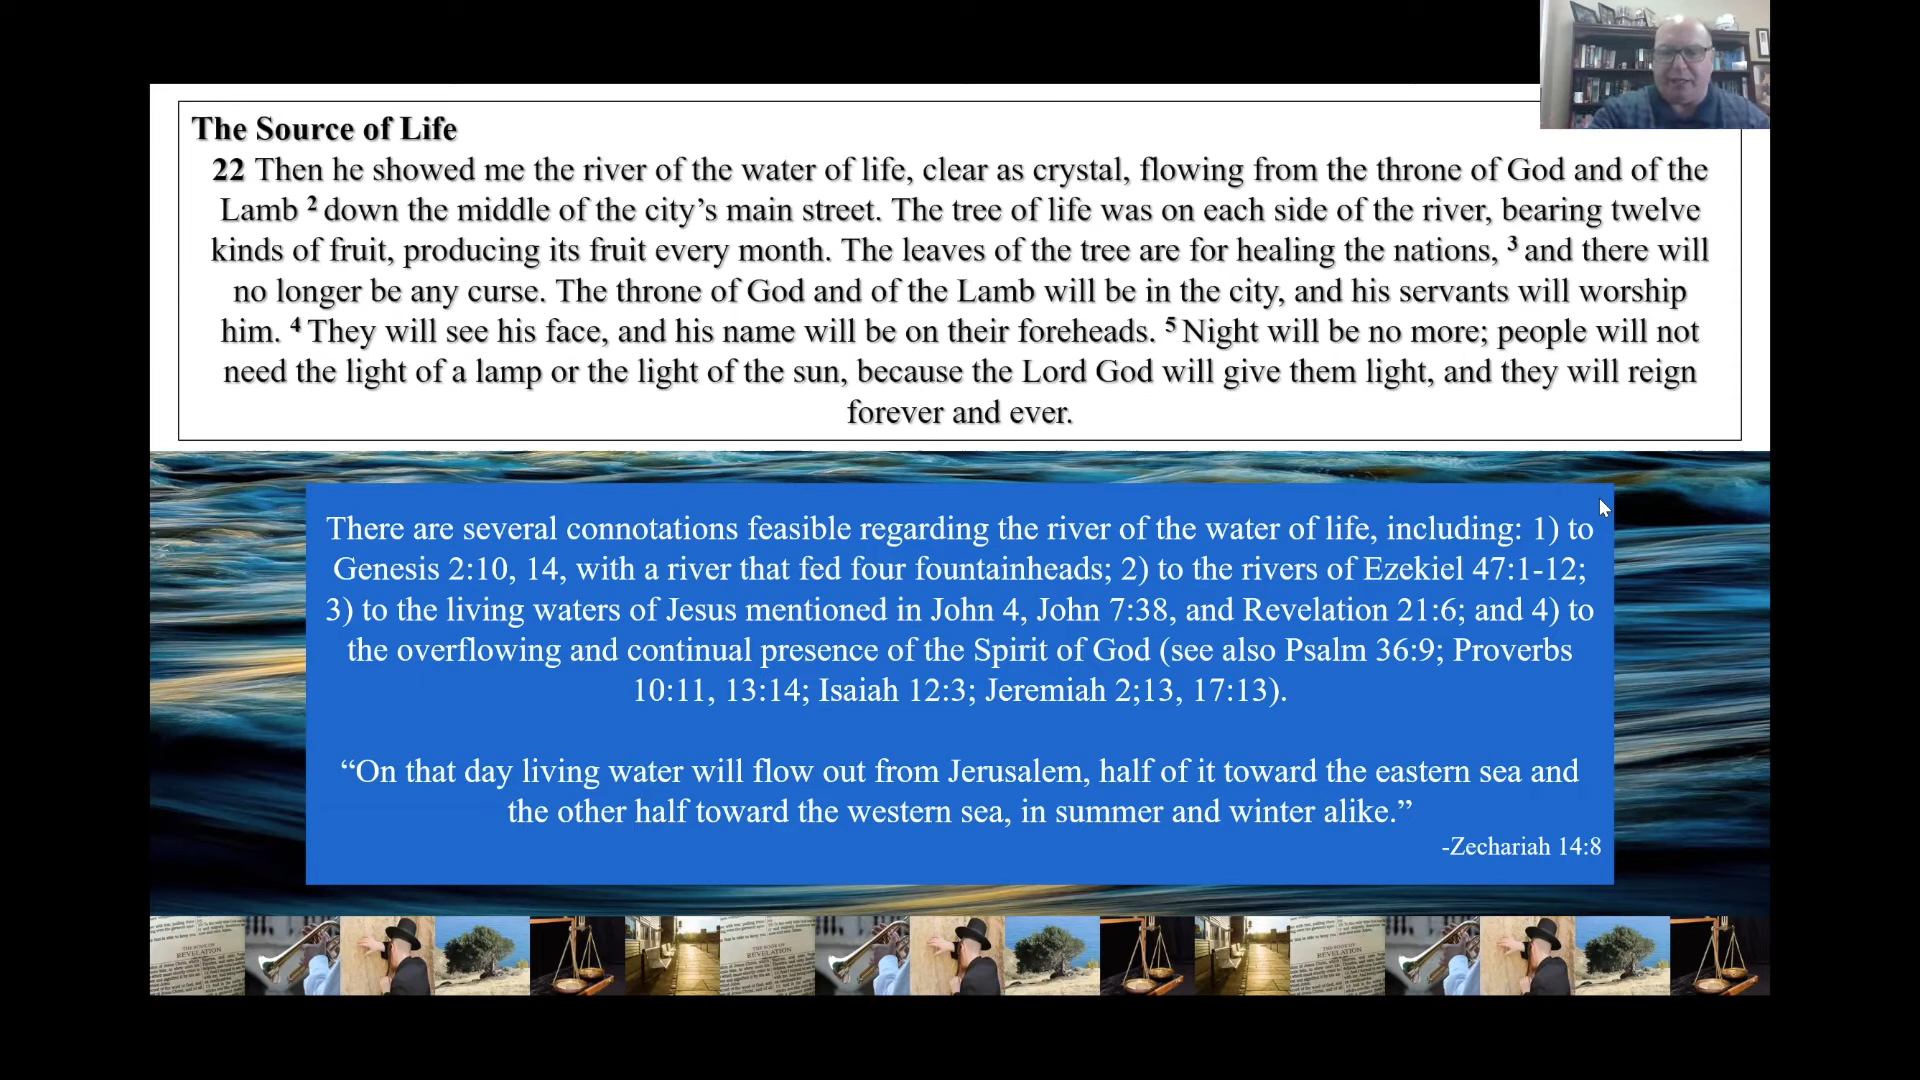 The Source of Life
22 Then he showed me the river of the water of life, clear as crystal, flowing from the throne of God and of the
Lamb 2 down the middle of the city’s main street. The tree of life was on each side of the river, bearing twelve
kinds of fruit, producing its fruit every month. The leaves of the tree are for healing the nations, 3 and there will
no longer be any curse. The throne of God and of the Lamb will be in the city, and his servants will worship
him. 4 They will see his face, and his name will be on their foreheads. 5 Night will be no more; people will not
need the light of a lamp or the light of the sun, because the Lord God will give them light, and they will reign
forever and ever.
There are several connotations feasible regarding the river of the water of life, including: 1) to
Genesis 2:10, 14, with a river that fed four fountainheads; 2) to the rivers of Ezekiel 47:1-12;
3) to the living waters of Jesus mentioned in John 4, John 7:38, and Revelation 21:6; and 4) to
the overflowing and continual presence of the Spirit of God (see also Psalm 36:9; Proverbs
10:11, 13:14; Isaiah 12:3; Jeremiah 2;13, 17:13).
“On that day living water will flow out from Jerusalem, half of it toward the eastern sea and
the other half toward the western sea, in summer and winter alike.”
-Zechariah 14:8
THE BOOK OF
REVELATION
THE BOOK OF
REVELATION
THE BOOK OF
REVELATION